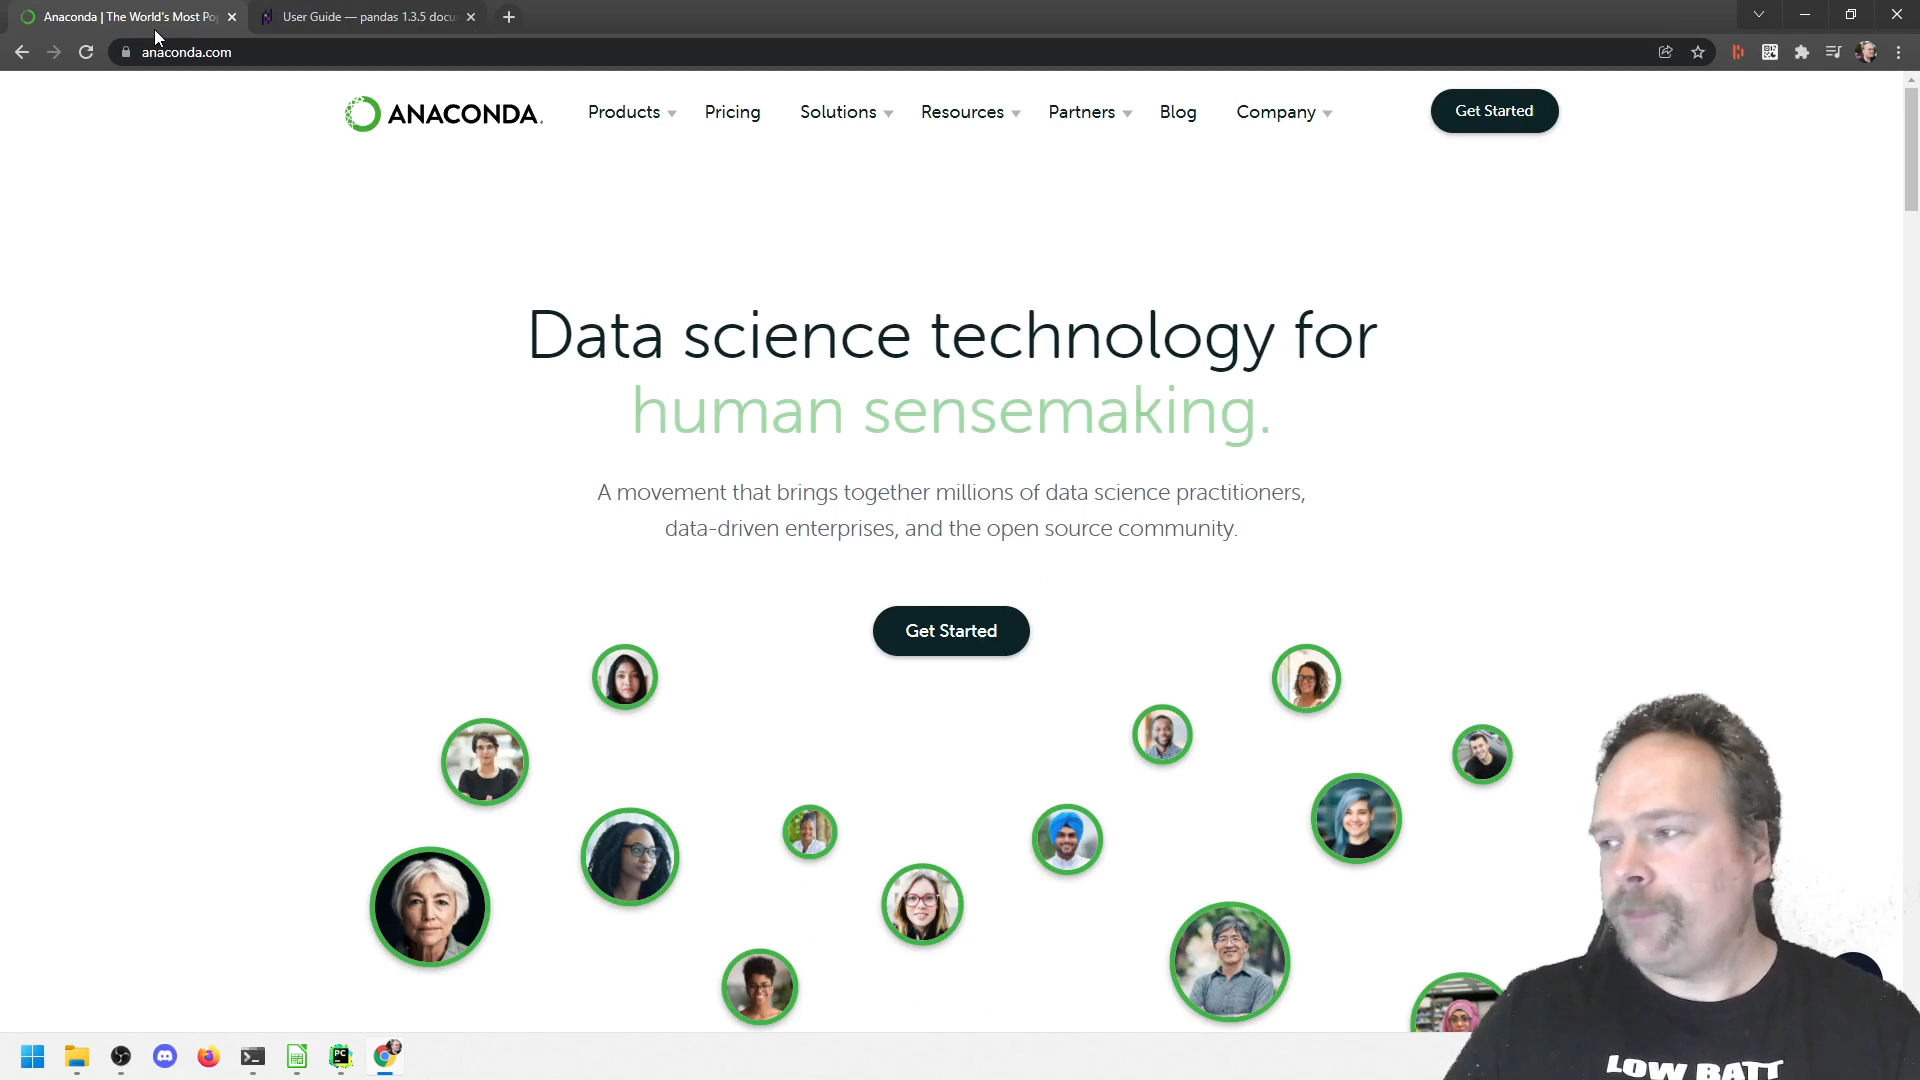 Anaconda | The World's Most Po
User Guide — pandas 1.3.5 docu
anaconda.com
ANACONDA.
Products
Pricing
Solutions
Resources
Partners
Blog
Company
Get Started
Data science technology for
human sensemaking.
A movement that brings together millions of data science practitioners,
data-driven enterprises, and the open source community.
Get Started
PC
LOW BATT